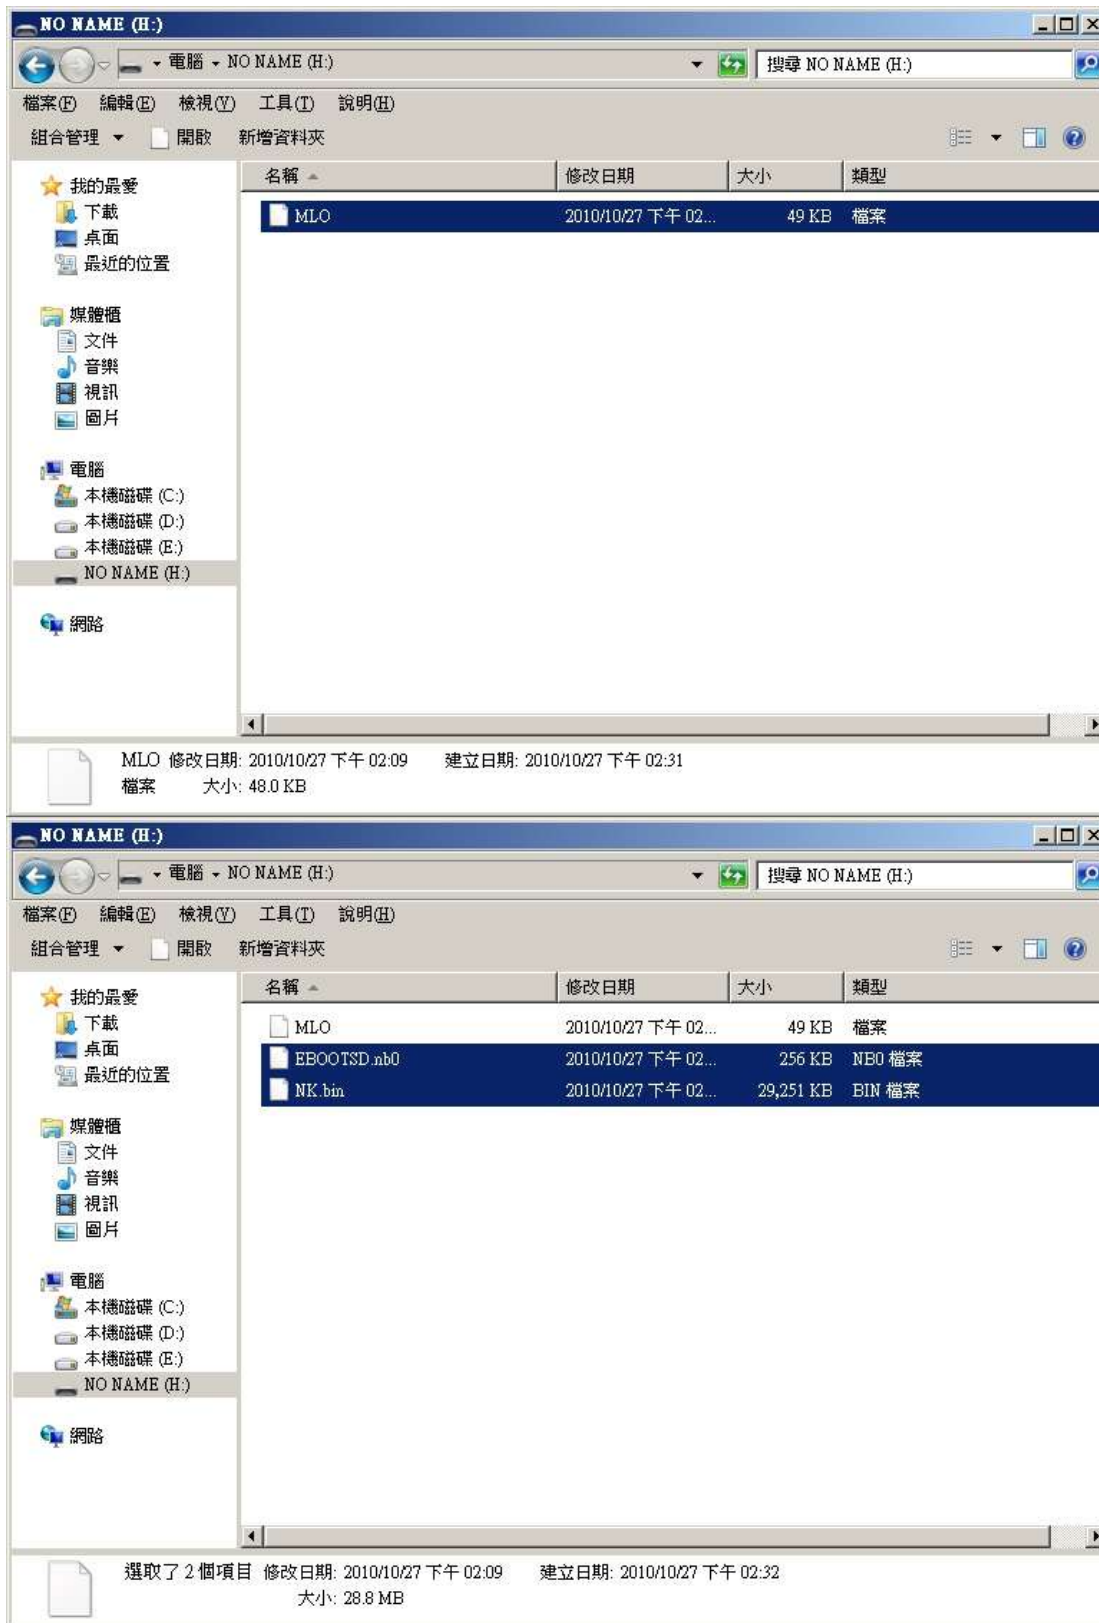 NO NAME (H:)
電腦 NO NAME (H:) 搜尋 NO NAME (H:)
檔案(F) 編輯(E) 檢視(V) 工具(T) 說明(H)
組合管理 開啟 新增資料夾
我的最愛
下載
桌面
最近的位置
媒體櫃
文件
音樂
視訊
圖片
電腦
本機磁碟 (C:)
本機磁碟 (D:)
本機磁碟 (E:)
NO NAME (H:)
網路
名稱 修改日期 大小 類型
MLO 2010/10/27 下午 02... 49 KB 檔案
MLO 修改日期: 2010/10/27 下午 02:09 建立日期: 2010/10/27 下午 02:31
檔案 大小: 48.0 KB
NO NAME (H:)
電腦 NO NAME (H:) 搜尋 NO NAME (H:)
檔案(F) 編輯(E) 檢視(V) 工具(T) 說明(H)
組合管理 開啟 新增資料夾
我的最愛
下載
桌面
最近的位置
媒體櫃
文件
音樂
視訊
圖片
電腦
本機磁碟 (C:)
本機磁碟 (D:)
本機磁碟 (E:)
NO NAME (H:)
網路
名稱 修改日期 大小 類型
MLO 2010/10/27 下午 02... 49 KB 檔案
EBOOTSD.nb0 2010/10/27 下午 02... 256 KB NB0 檔案
NK.bin 2010/10/27 下午 02... 29,251 KB BIN 檔案
選取了 2 個項目 修改日期: 2010/10/27 下午 02:09 建立日期: 2010/10/27 下午 02:32
大小: 28.8 MB